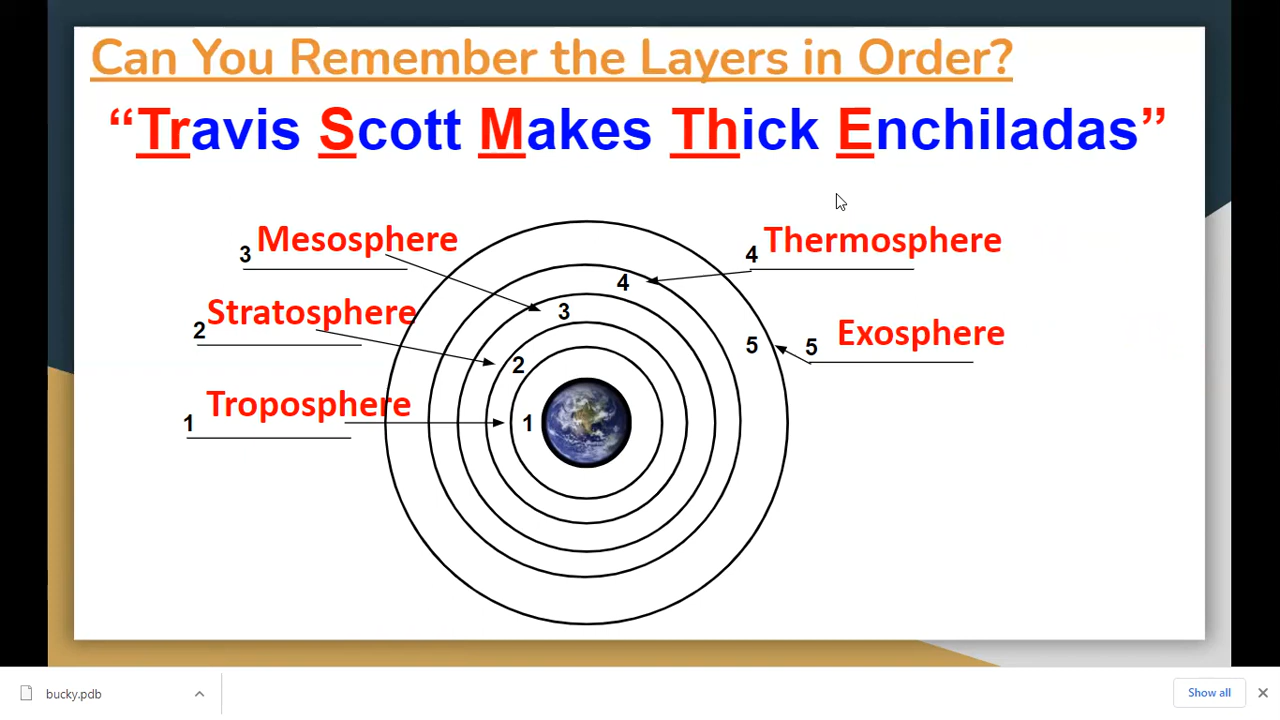 Can You Remember the Layers in Order?
“Travis Scott Makes Thick Enchiladas”
3 Mesosphere
4 Thermosphere
2 Stratosphere
5 Exosphere
1 Troposphere
4
3
5
2
1
bucky.pdb
Show all